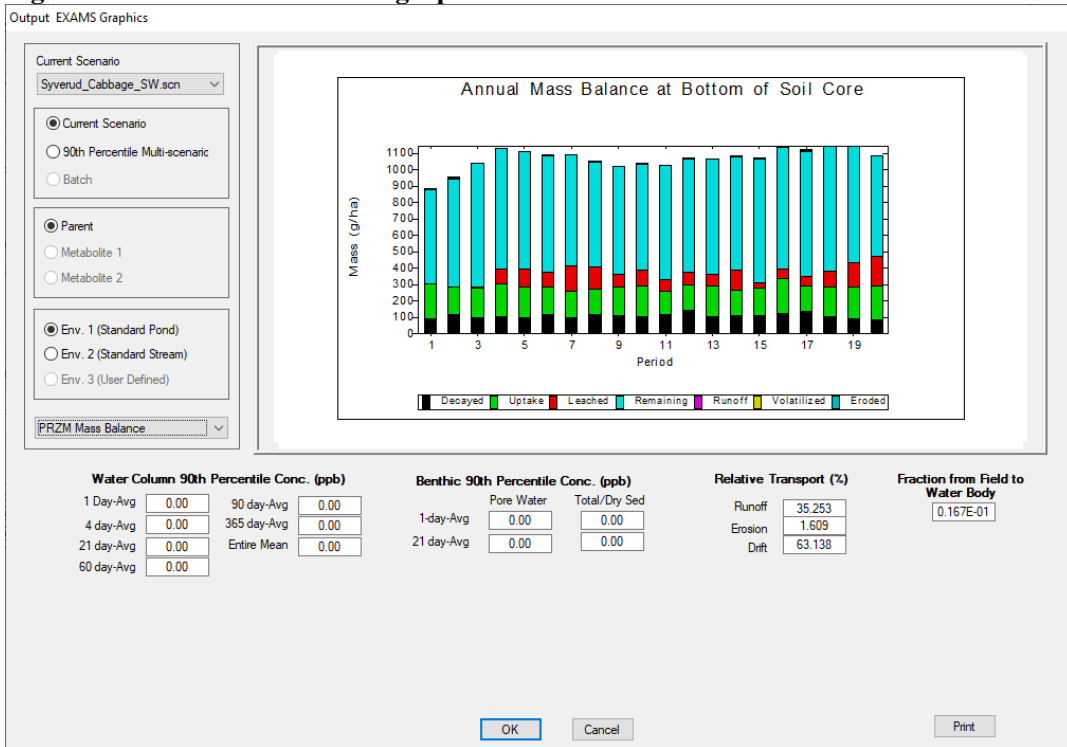 Output EXAMS Graphics
Current Scenario
Syverud_Cabbage_SW.scn
Current Scenario
90th Percentile Multi-scenaric
Batch
Parent
Metabolite 1
Metabolite 2
Env. 1 (Standard Pond)
Env. 2 (Standard Stream)
Env. 3 (User Defined)
PRZM Mass Balance
Annual Mass Balance at Bottom of Soil Core
Mass (g/ha)
1100
1000
900
800
700
600
500
400
300
200
100
0
1 3 5 7 9 11 13 15 17 19
Period
Decayed Uptake Leached Remaining Runoff Volatilized Eroded
Water Column 90th Percentile Conc. (ppb)
1 Day-Avg 0.00 90 day-Avg 0.00
4 day-Avg 0.00 365 day-Avg 0.00
21 day-Avg 0.00 Entire Mean 0.00
60 day-Avg 0.00
Benthic 90th Percentile Conc. (ppb)
Pore Water Total/Dry Sed
1-day-Avg 0.00 0.00
21 day-Avg 0.00 0.00
Relative Transport (%)
Runoff 35.253
Erosion 1.609
Drift 63.138
Fraction from Field to
Water Body
0.167E-01
OK Cancel Print